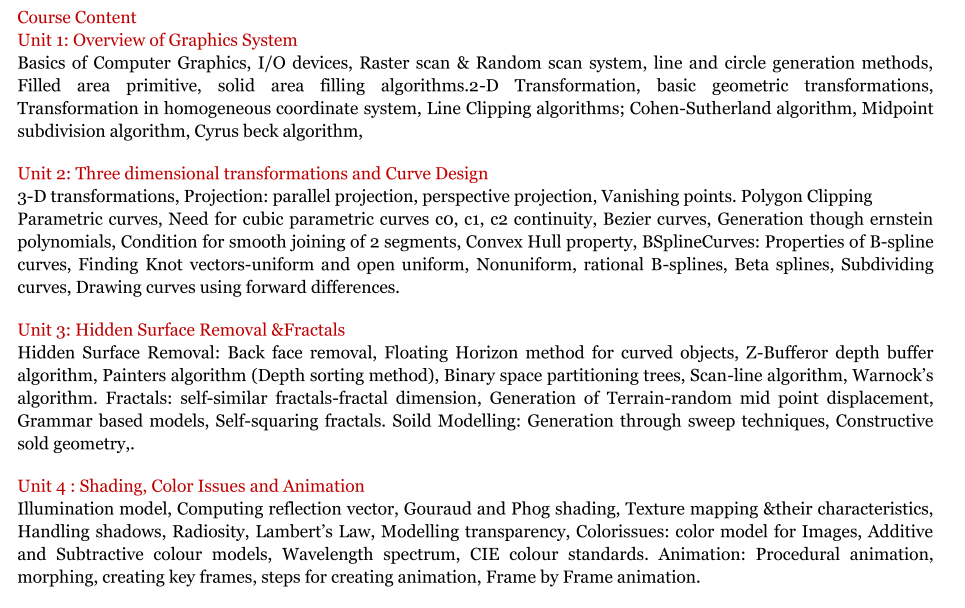 Course Content
Unit 1: Overview of Graphics System
Basics of Computer Graphics, I/O devices, Raster scan & Random scan system, line and circle generation methods,
Filled area primitive, solid area filling algorithms.2-D Transformation, basic geometric transformations,
Transformation in homogeneous coordinate system, Line Clipping algorithms; Cohen-Sutherland algorithm, Midpoint
subdivision algorithm, Cyrus beck algorithm,
Unit 2: Three dimensional transformations and Curve Design
3-D transformations, Projection: parallel projection, perspective projection, Vanishing points. Polygon Clipping
Parametric curves, Need for cubic parametric curves c0, c1, c2 continuity, Bezier curves, Generation though ernstein
polynomials, Condition for smooth joining of 2 segments, Convex Hull property, BSplineCurves: Properties of B-spline
curves, Finding Knot vectors-uniform and open uniform, Nonuniform, rational B-splines, Beta splines, Subdividing
curves, Drawing curves using forward differences.
Unit 3: Hidden Surface Removal &Fractals
Hidden Surface Removal: Back face removal, Floating Horizon method for curved objects, Z-Bufferor depth buffer
algorithm, Painters algorithm (Depth sorting method), Binary space partitioning trees, Scan-line algorithm, Warnock's
algorithm. Fractals: self-similar fractals-fractal dimension, Generation of Terrain-random mid point displacement,
Grammar based models, Self-squaring fractals. Soild Modelling: Generation through sweep techniques, Constructive
sold geometry,.
Unit 4 : Shading, Color Issues and Animation
Illumination model, Computing reflection vector, Gouraud and Phog shading, Texture mapping &their characteristics,
Handling shadows, Radiosity, Lambert's Law, Modelling transparency, Colorissues: color model for Images, Additive
and Subtractive colour models, Wavelength spectrum, CIE colour standards. Animation: Procedural animation,
morphing, creating key frames, steps for creating animation, Frame by Frame animation.